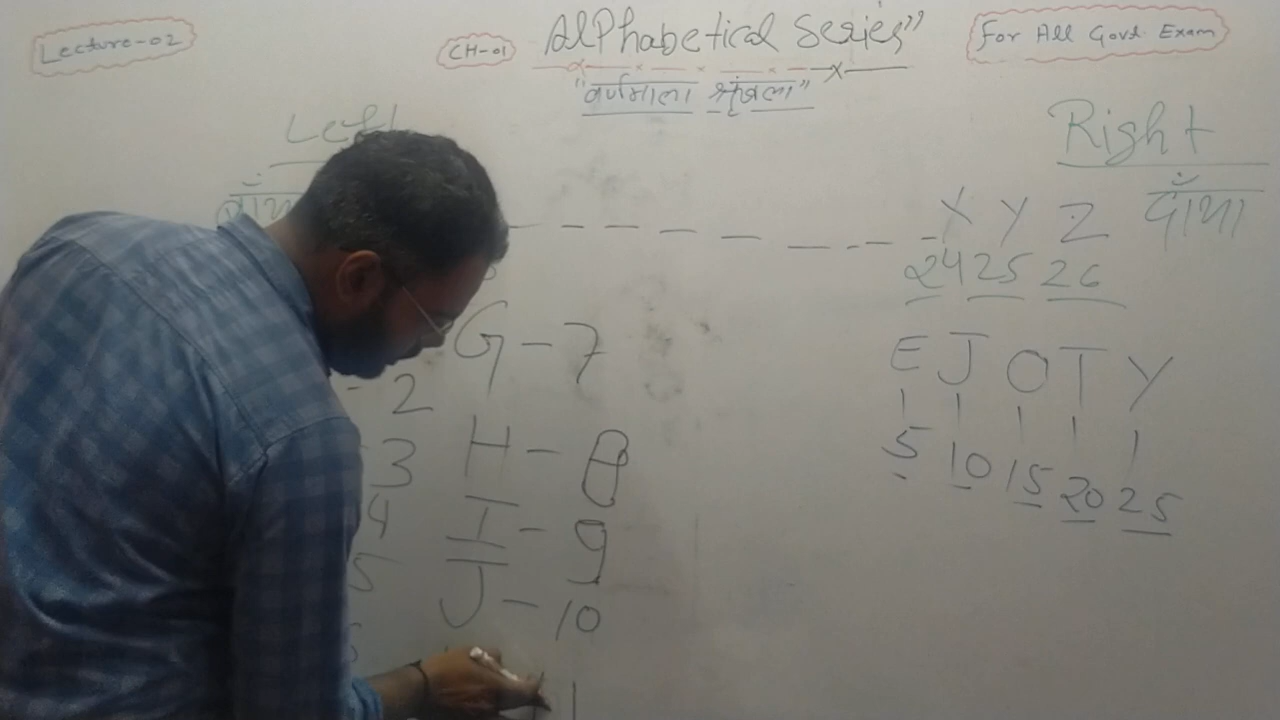 Lecture-02
CH-01
AlPhabetical Series"
For All Govt. Exam
"वर्णमाला श्रृंखला"
Left
Right
दाँया
X Y Z
24 25 26
G - 7
H - 8
I - 9
J - 10
2
3
4
5
6
E J O T Y
5 10 15 20 25